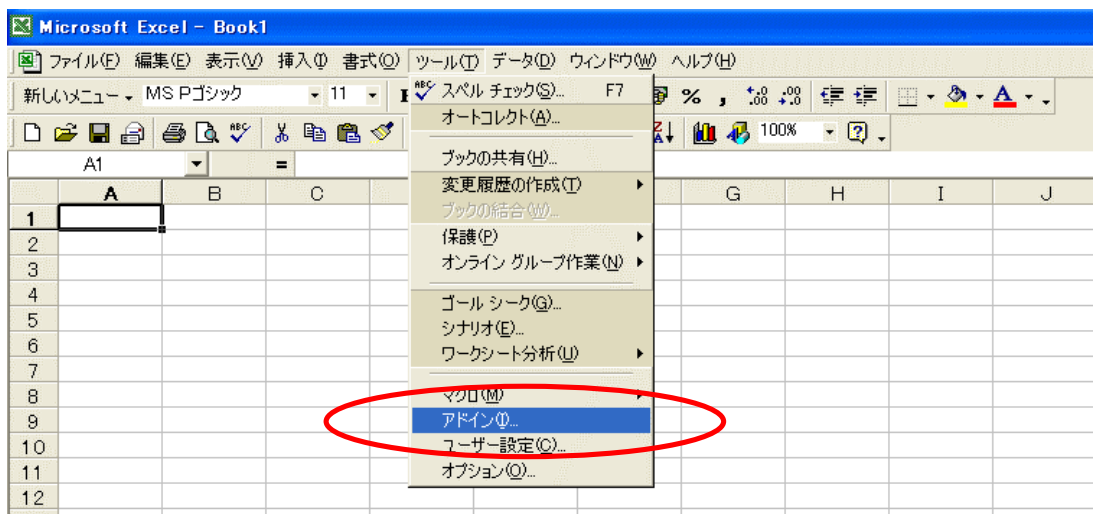 Microsoft Excel - Book1
ファイル(F) 編集(E) 表示(V) 挿入(I) 書式(O) ツール(T) データ(D) ウィンドウ(W) ヘルプ(H)
新しいメニュー MS Pゴシック 11 % ,
100%
A1 =
A B C G H I J
スペル チェック(S)... F7
オートコレクト(A)...
ブックの共有(H)...
変更履歴の作成(T)
ブックの結合(W)...
保護(P)
オンライン グループ作業(N)
ゴール シーク(G)...
シナリオ(E)...
ワークシート分析(U)
マクロ(M)
アドイン(I)...
ユーザー設定(C)...
オプション(O)...
1
2
3
4
5
6
7
8
9
10
11
12